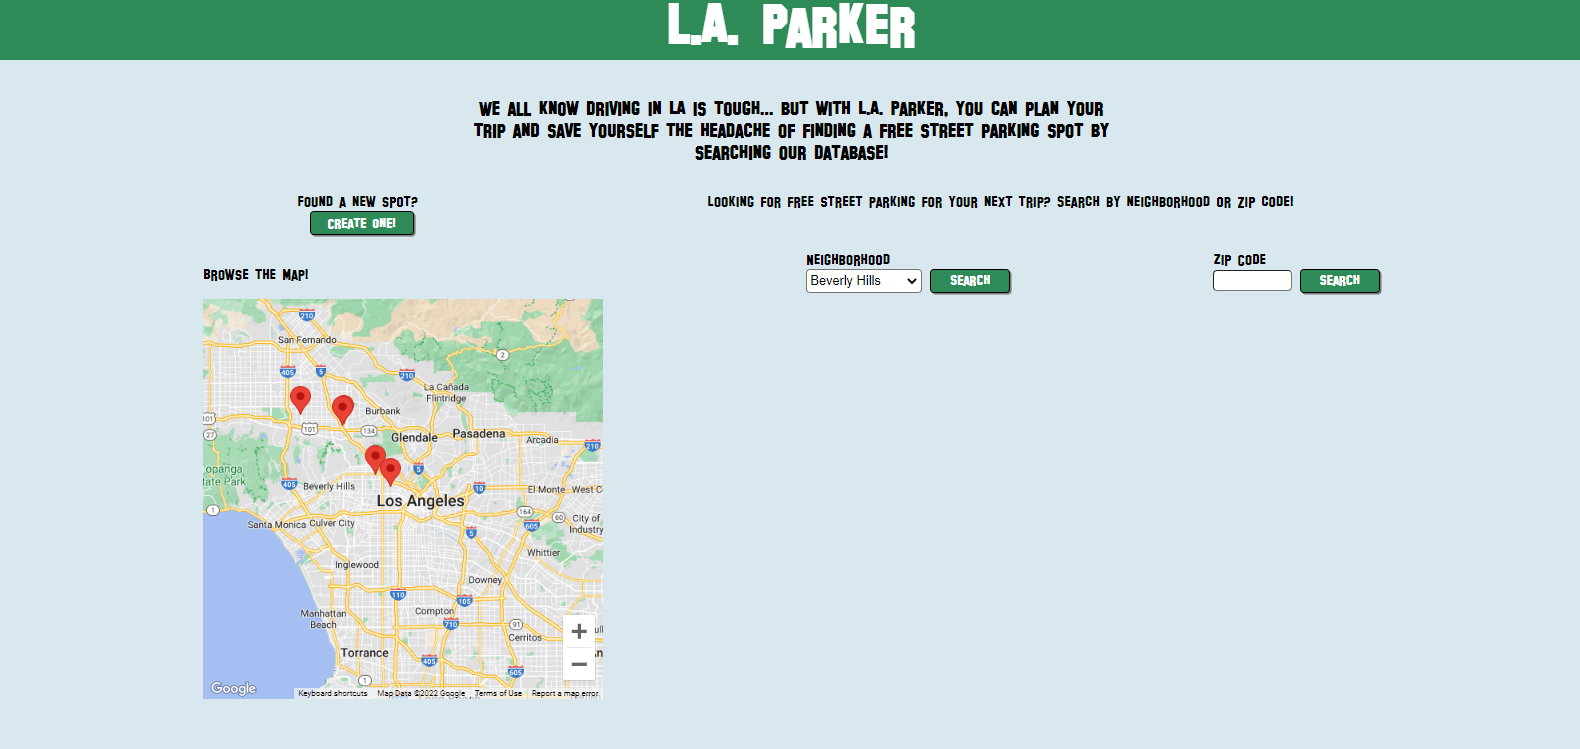 L.A. PARKER
WE ALL KNOW DRIVING IN LA IS TOUGH... BUT WITH L.A. PARKER, YOU CAN PLAN YOUR
TRIP AND SAVE YOURSELF THE HEADACHE OF FINDING A FREE STREET PARKING SPOT BY
SEARCHING OUR DATABASE!
FOUND A NEW SPOT?
CREATE ONE!
LOOKING FOR FREE STREET PARKING FOR YOUR NEXT TRIP? SEARCH BY NEIGHBORHOOD OR ZIP CODE!
NEIGHBORHOOD
Beverly Hills
SEARCH
ZIP CODE
SEARCH
BROWSE THE MAP!
210
San Fernando
2
405
5
210
La Cañada
Flintridge
Burbank
101
101
134
27
Glendale
Pasadena
Arcadia
210
5
opanga
tate Park
405
Beverly Hills
10
El Monte
West C
Los Angeles
1
164
60
City of
Industry
605
Santa Monica
Culver City
5
Whittier
Inglewood
Downey
110
105
Manhattan
Beach
Compton
710
91
Cerritos
Torrance
405
605
1
+
−
Google
Keyboard shortcuts
Map Data ©2022 Google
Terms of Use
Report a map error